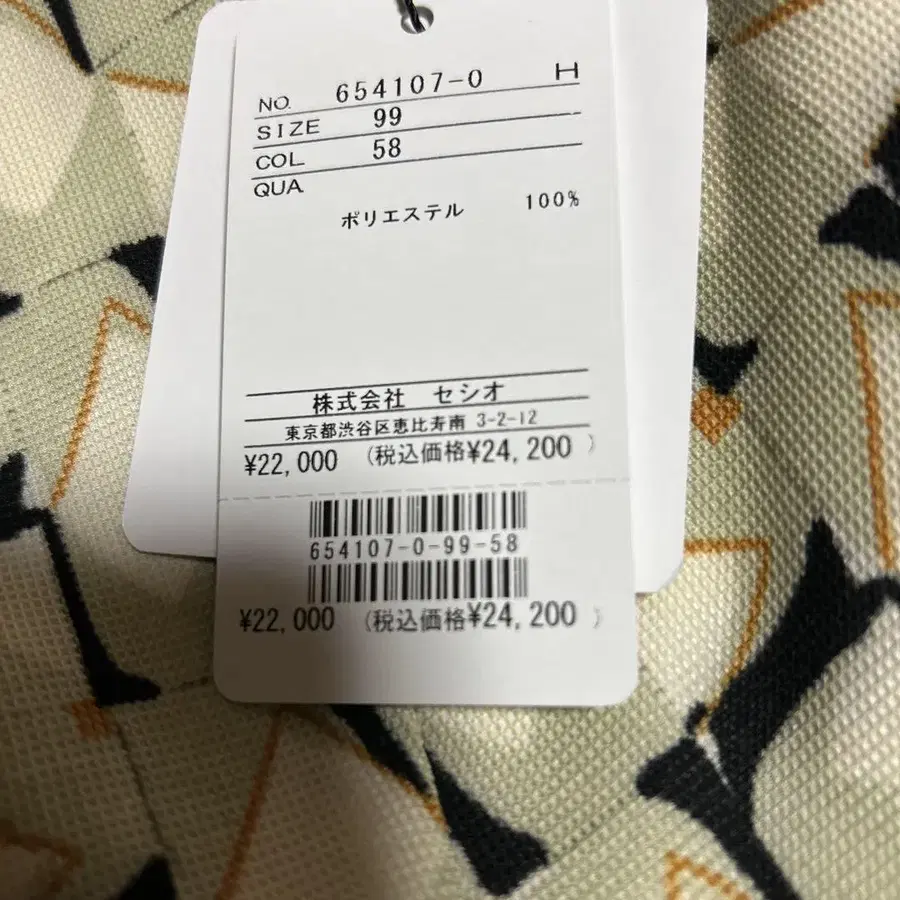 NO. 654107-0 H
SIZE 99
COL 58
QUA
ポリエステル 100%
株式会社 セシオ
東京都渋谷区恵比寿南 3-2-12
¥22,000 (税込価格¥24,200 )
654107-0-99-58
¥22,000 (税込価格¥24,200 )